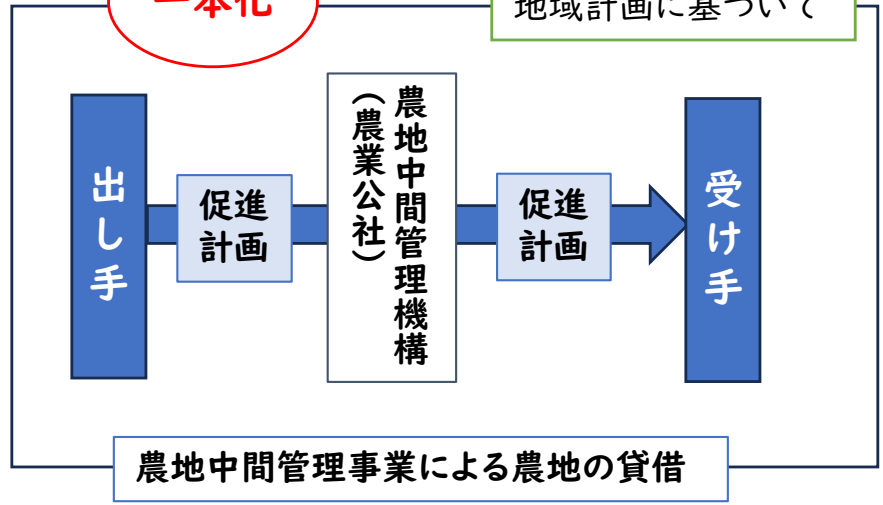 一本化
地域計画に基づいて
出し手
促進
計画
農地中間管理機構
（農業公社）
促進
計画
受け手
農地中間管理事業による農地の貸借